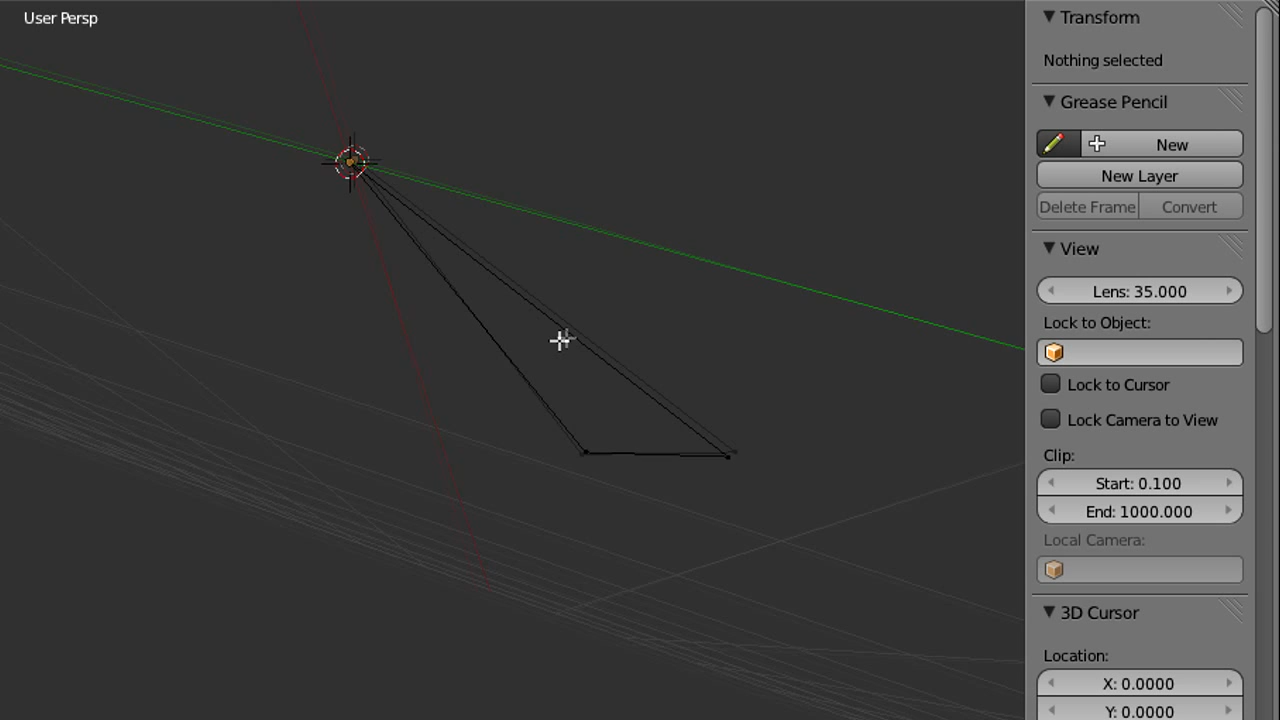 User Persp
Transform
Nothing selected
Grease Pencil
New
New Layer
Delete Frame Convert
View
Lens: 35.000
Lock to Object:
Lock to Cursor
Lock Camera to View
Clip:
Start: 0.100
End: 1000.000
Local Camera:
3D Cursor
Location:
X: 0.0000
Y: 0.0000